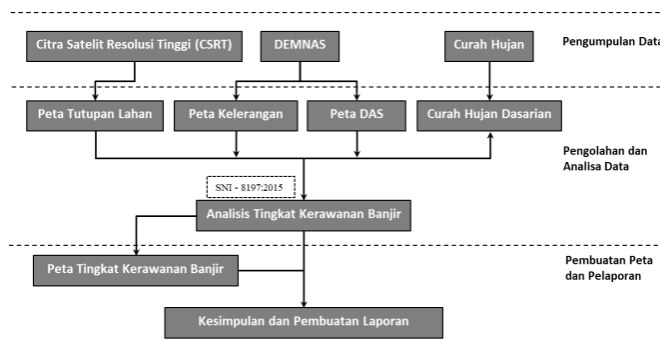 Citra Satelit Resolusi Tinggi (CSRT)
DEMNAS
Curah Hujan
Pengumpulan Data
Peta Tutupan Lahan
Peta Kelerangan
Peta DAS
Curah Hujan Dasarian
Pengolahan dan
Analisa Data
SNI - 8197:2015
Analisis Tingkat Kerawanan Banjir
Peta Tingkat Kerawanan Banjir
Pembuatan Peta
dan Pelaporan
Kesimpulan dan Pembuatan Laporan